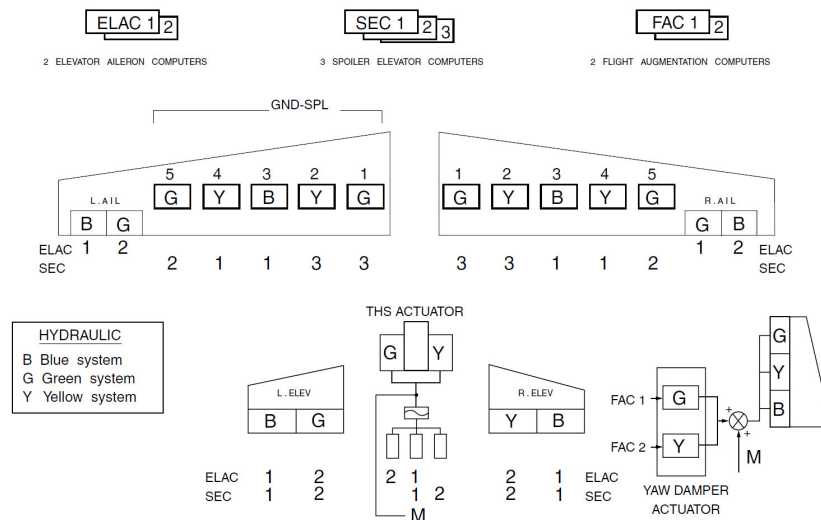 ELAC 1 2
SEC 1 2 3
FAC 1 2
2 ELEVATOR AILERON COMPUTERS
3 SPOILER ELEVATOR COMPUTERS
2 FLIGHT AUGMENTATION COMPUTERS
GND-SPL
5 4 3 2 1 1 2 3 4 5
G Y B Y G G Y B Y G
L.AIL R.AIL
B G G B
ELAC 1 2 1 2 ELAC
SEC 2 1 1 3 3 3 3 1 1 2 SEC
THS ACTUATOR
HYDRAULIC
B Blue system
G Green system
Y Yellow system
G Y
L. ELEV
B G
R. ELEV
Y B
G
Y
B
FAC 1 G
FAC 2 Y
+
+
M
ELAC 1 2 2 1 2 1 ELAC
SEC 1 2 1 2 2 1 SEC
M
YAW DAMPER
ACTUATOR